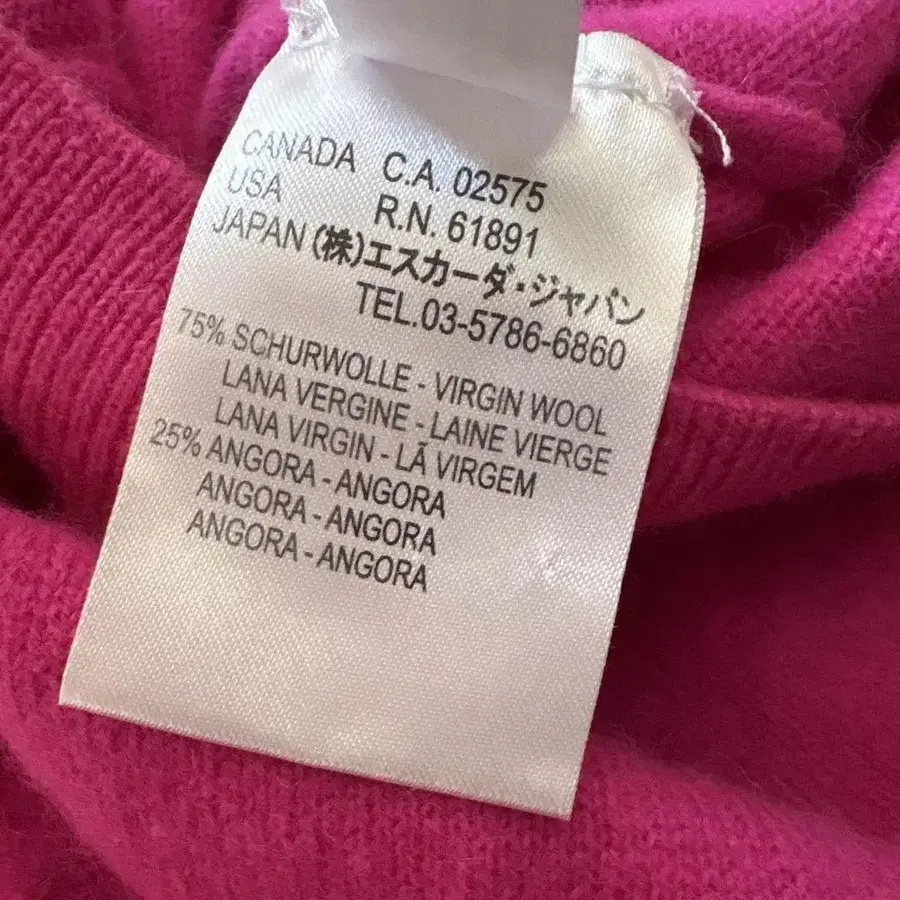 CANADA C.A. 02575
USA R.N. 61891
JAPAN (株)エスカーダ・ジャパン
TEL.03-5786-6860
75% SCHURWOLLE - VIRGIN WOOL
LANA VERGINE - LAINE VIERGE
LANA VIRGIN - LÃ VIRGEM
25% ANGORA - ANGORA
ANGORA - ANGORA
ANGORA - ANGORA